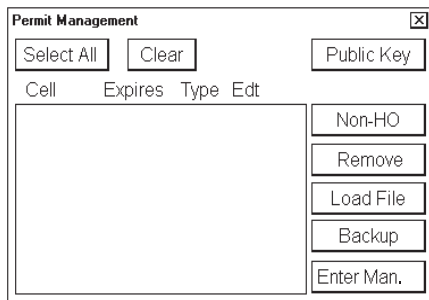 Permit Management
Select All Clear Public Key
Cell Expires Type Edt
Non-HO
Remove
Load File
Backup
Enter Man.